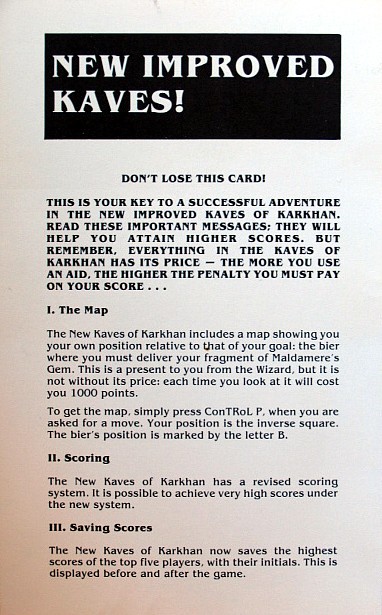 NEW IMPROVED
KAVES!
DON'T LOSE THIS CARD!
THIS IS YOUR KEY TO A SUCCESSFUL ADVENTURE
IN THE NEW IMPROVED KAVES OF KARKHAN.
READ THESE IMPORTANT MESSAGES; THEY WILL
HELP YOU ATTAIN HIGHER SCORES. BUT
REMEMBER, EVERYTHING IN THE KAVES OF
KARKHAN HAS ITS PRICE — THE MORE YOU USE
AN AID, THE HIGHER THE PENALTY YOU MUST PAY
ON YOUR SCORE . . .
I. The Map
The New Kaves of Karkhan includes a map showing you
your own position relative to that of your goal: the bier
where you must deliver your fragment of Maldamere's
Gem. This is a present to you from the Wizard, but it is
not without its price: each time you look at it will cost
you 1000 points.
To get the map, simply press ConTRoL P, when you are
asked for a move. Your position is the inverse square.
The bier's position is marked by the letter B.
II. Scoring
The New Kaves of Karkhan has a revised scoring
system. It is possible to achieve very high scores under
the new system.
III. Saving Scores
The New Kaves of Karkhan now saves the highest
scores of the top five players, with their initials. This is
displayed before and after the game.